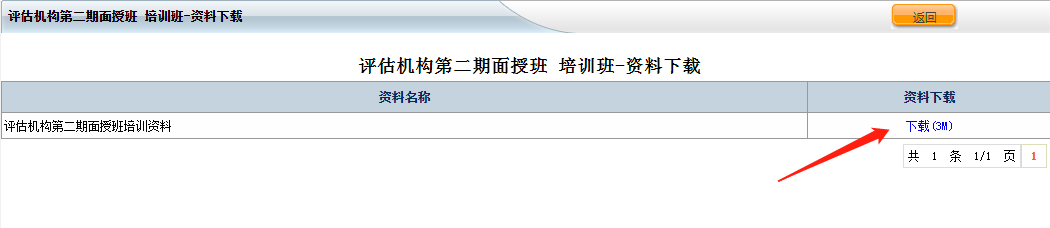 评估机构第二期面授班 培训班-资料下载
返回
评估机构第二期面授班 培训班-资料下载
资料名称 资料下载
评估机构第二期面授班培训资料 下载(3M)
共 1 条 1/1 页 1